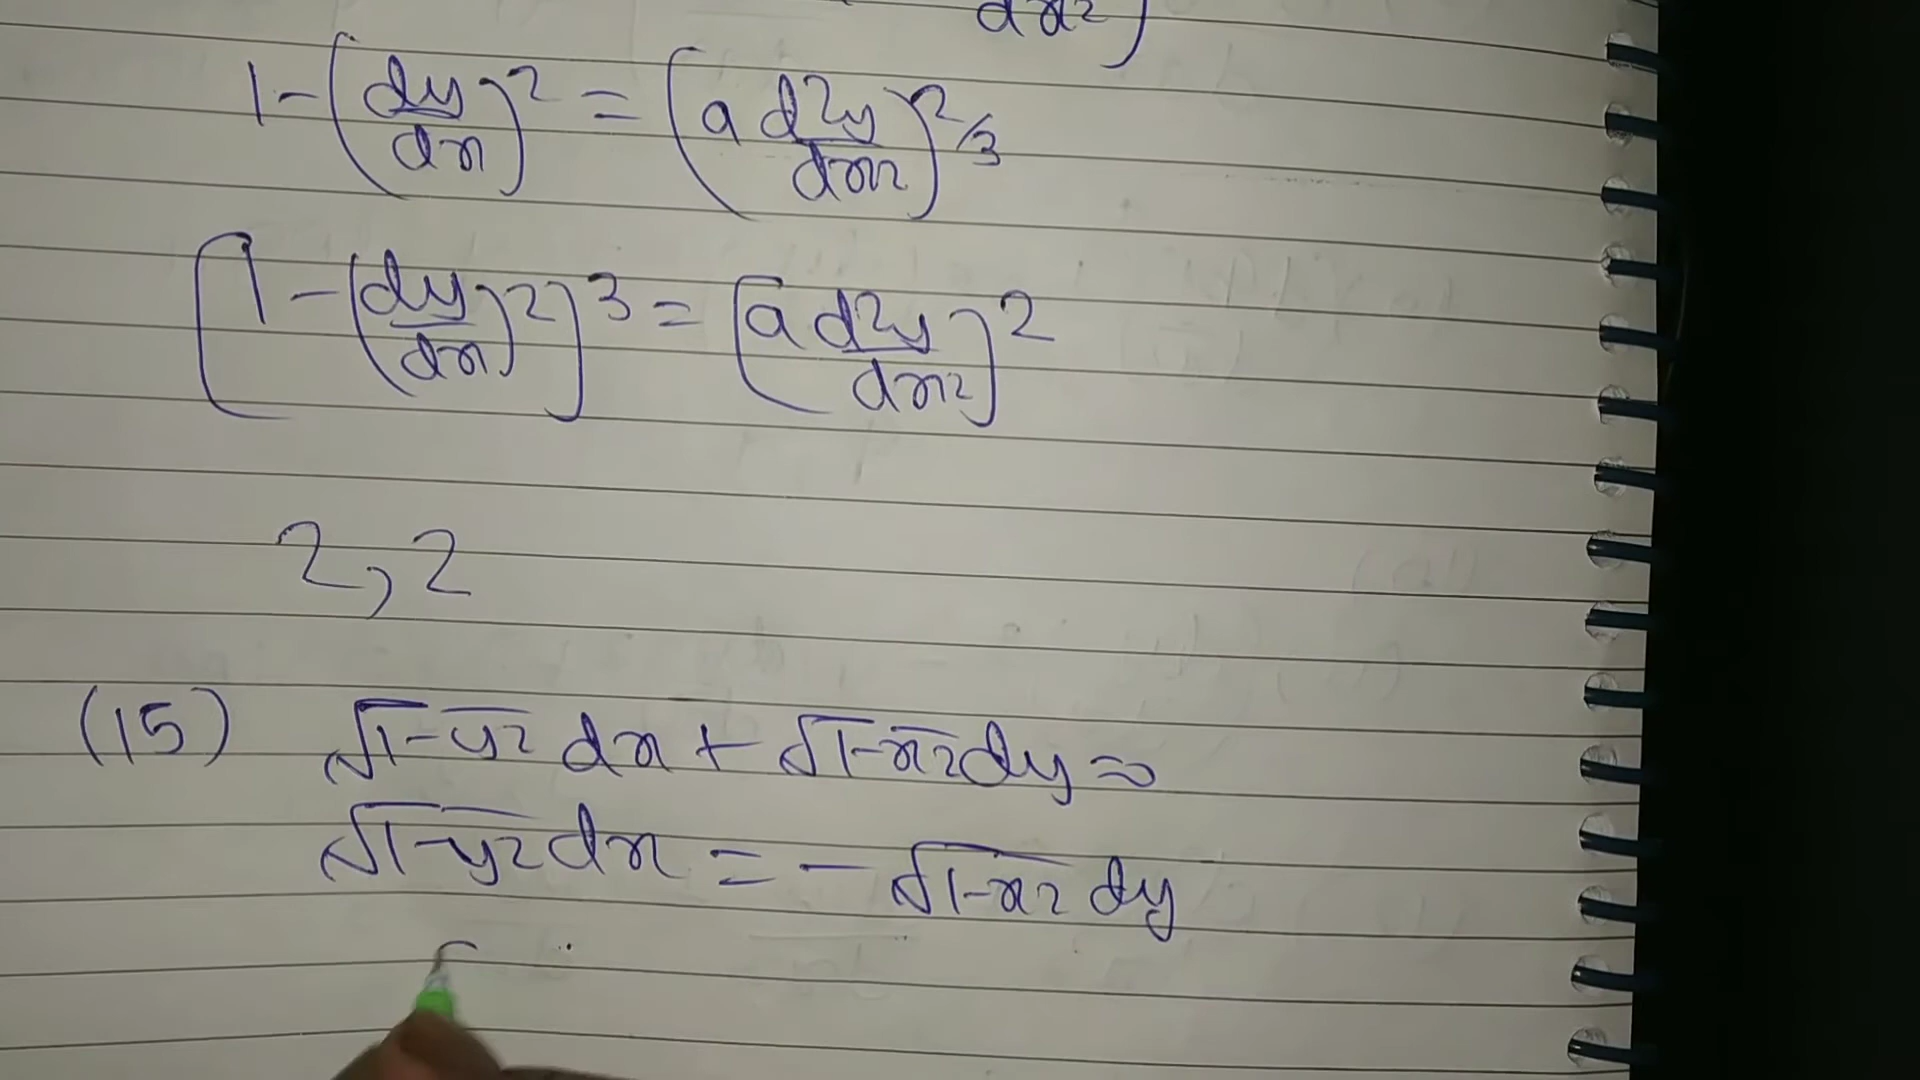 dx2)
1-(dy/dx)2 = (a d2y/dx2)2/3
[1-(dy/dx)2]3 = [a d2y/dx2]2
2,2
(15) √1-y2 dx + √1-x2 dy = 0
√1-y2 dx = - √1-x2 dy